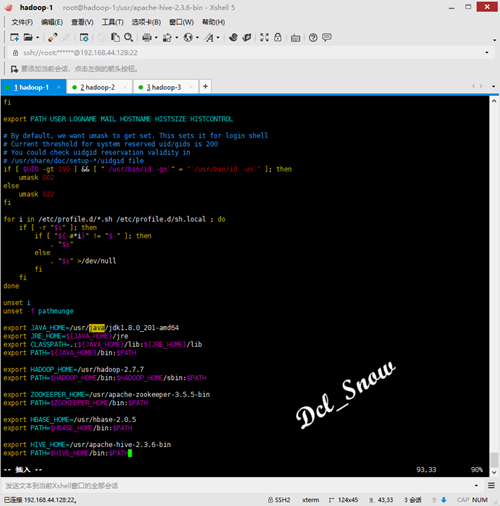 hadoop-1 root@hadoop-1:/usr/apache-hive-2.3.6-bin - Xshell 5
文件(F) 编辑(E) 查看(V) 工具(T) 选项卡(B) 窗口(W) 帮助(H)
ssh://root:******@192.168.44.128:22
要添加当前会话，点击左侧的箭头按钮。
1 hadoop-1 2 hadoop-2 3 hadoop-3 +
fi
export PATH USER LOGNAME MAIL HOSTNAME HISTSIZE HISTCONTROL
# By default, we want umask to get set. This sets it for login shell
# Current threshold for system reserved uid/gids is 200
# You could check uidgid reservation validity in
# /usr/share/doc/setup-*/uidgid file
if [ $UID -gt 199 ] && [ "`/usr/bin/id -gn`" = "`/usr/bin/id -un`" ]; then
umask 002
else
umask 022
fi
for i in /etc/profile.d/*.sh /etc/profile.d/sh.local ; do
if [ -r "$i" ]; then
if [ "${-#*i}" != "$-" ]; then
. "$i"
else
. "$i" >/dev/null
fi
fi
done
unset i
unset -f pathmunge
export JAVA_HOME=/usr/java/jdk1.8.0_201-amd64
export JRE_HOME=${JAVA_HOME}/jre
export CLASSPATH=.:${JAVA_HOME}/lib:${JRE_HOME}/lib
export PATH=${JAVA_HOME}/bin:$PATH
export HADOOP_HOME=/usr/hadoop-2.7.7
export PATH=$HADOOP_HOME/bin:$HADOOP_HOME/sbin:$PATH
export ZOOKEEPER_HOME=/usr/apache-zookeeper-3.5.5-bin
export PATH=$ZOOKEEPER_HOME/bin:$PATH
export HBASE_HOME=/usr/hbase-2.0.5
export PATH=$HBASE_HOME/bin:$PATH
export HIVE_HOME=/usr/apache-hive-2.3.6-bin
export PATH=$HIVE_HOME/bin:$PATH
Dcl_Snow
-- 插入 -- 93,33 90%
发送文本到当前Xshell窗口的全部会话
已连接 192.168.44.128:22。 SSH2 xterm 124x45 43,33 3 会话 CAP NUM